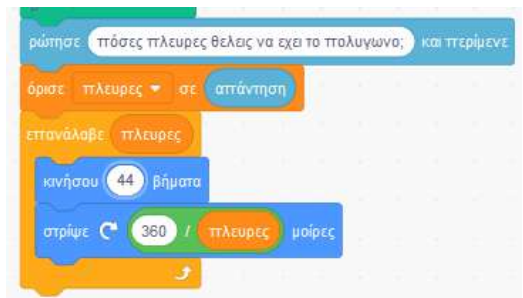 ρώτησε πόσες πλευρες θελεις να εχει το πολυγωνο; και περίμενε
όρισε πλευρες σε απάντηση
επανάλαβε πλευρες
κινήσου 44 βήματα
στρίψε 360 / πλευρες μοίρες